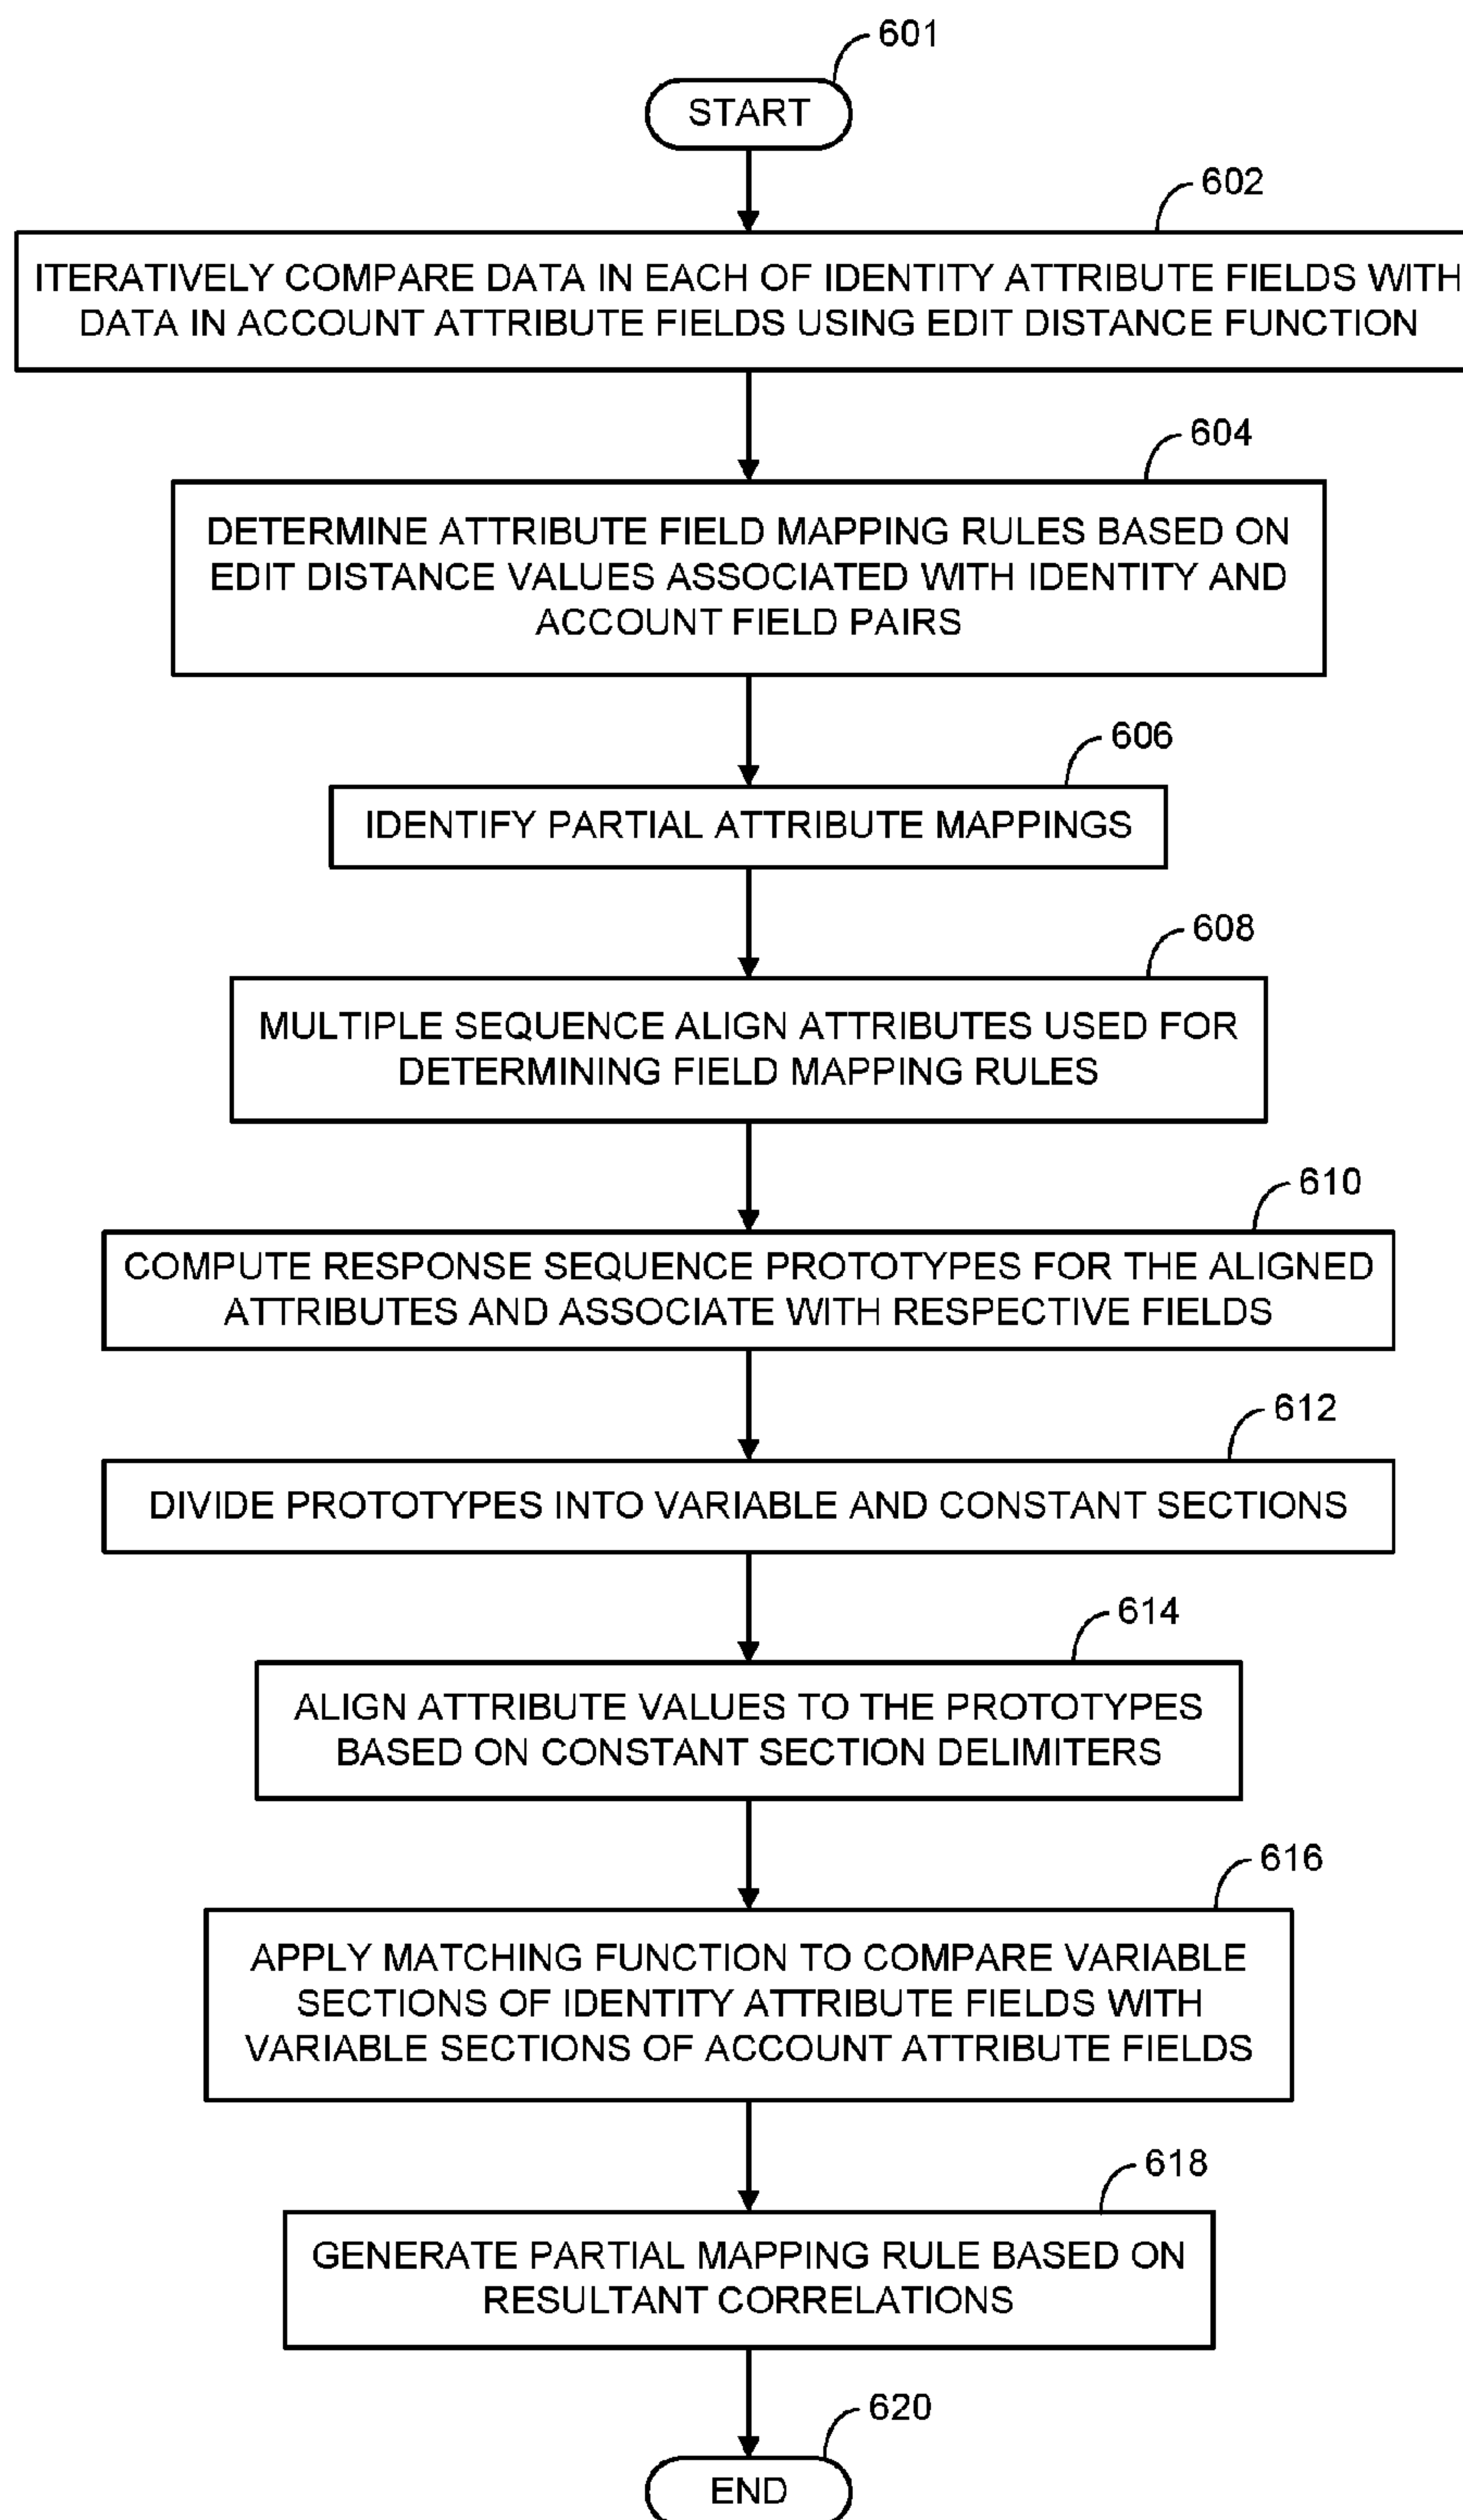 601
START
602
ITERATIVELY COMPARE DATA IN EACH OF IDENTITY ATTRIBUTE FIELDS WITH
DATA IN ACCOUNT ATTRIBUTE FIELDS USING EDIT DISTANCE FUNCTION
604
DETERMINE ATTRIBUTE FIELD MAPPING RULES BASED ON
EDIT DISTANCE VALUES ASSOCIATED WITH IDENTITY AND
ACCOUNT FIELD PAIRS
606
IDENTIFY PARTIAL ATTRIBUTE MAPPINGS
608
MULTIPLE SEQUENCE ALIGN ATTRIBUTES USED FOR
DETERMINING FIELD MAPPING RULES
610
COMPUTE RESPONSE SEQUENCE PROTOTYPES FOR THE ALIGNED
ATTRIBUTES AND ASSOCIATE WITH RESPECTIVE FIELDS
612
DIVIDE PROTOTYPES INTO VARIABLE AND CONSTANT SECTIONS
614
ALIGN ATTRIBUTE VALUES TO THE PROTOTYPES
BASED ON CONSTANT SECTION DELIMITERS
616
APPLY MATCHING FUNCTION TO COMPARE VARIABLE
SECTIONS OF IDENTITY ATTRIBUTE FIELDS WITH
VARIABLE SECTIONS OF ACCOUNT ATTRIBUTE FIELDS
618
GENERATE PARTIAL MAPPING RULE BASED ON
RESULTANT CORRELATIONS
620
END